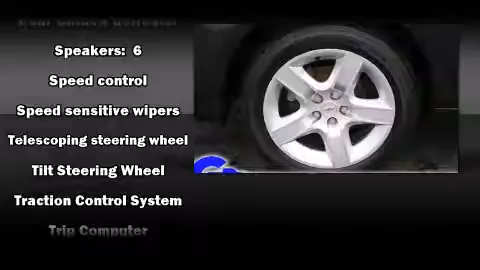 Speakers: 6
Speed control
Speed sensitive wipers
Telescoping steering wheel
Tilt Steering Wheel
Traction Control System
Trip Computer